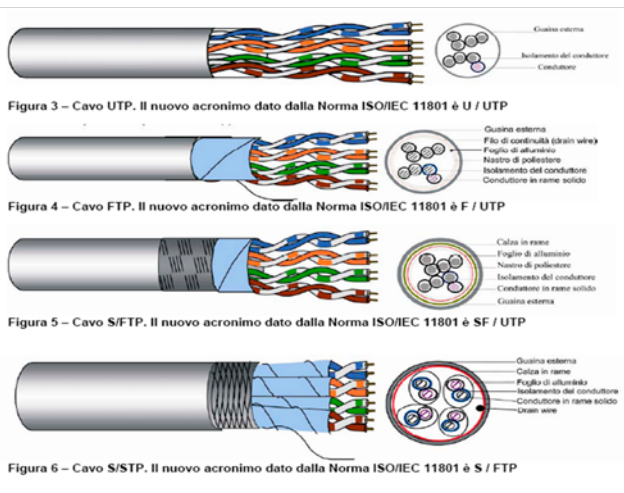 Guaina esterna
Isolamento del conduttore
Conduttore
Figura 3 – Cavo UTP. Il nuovo acronimo dato dalla Norma ISO/IEC 11801 è U / UTP
Guaina esterna
Filo di continuità (drain wire)
Foglio di alluminio
Nastro di poliestere
Isolamento del conduttore
Conduttore in rame solido
Figura 4 – Cavo FTP. Il nuovo acronimo dato dalla Norma ISO/IEC 11801 è F / UTP
Calza in rame
Foglio di alluminio
Nastro di poliestere
Isolamento del conduttore
Conduttore in rame solido
Guaina esterna
Figura 5 – Cavo S/FTP. Il nuovo acronimo dato dalla Norma ISO/IEC 11801 è SF / UTP
Guaina esterna
Calza in rame
Foglio di alluminio
Isolamento del conduttore
Conduttore in rame solido
Drain wire
Figura 6 – Cavo S/STP. Il nuovo acronimo dato dalla Norma ISO/IEC 11801 è S / FTP